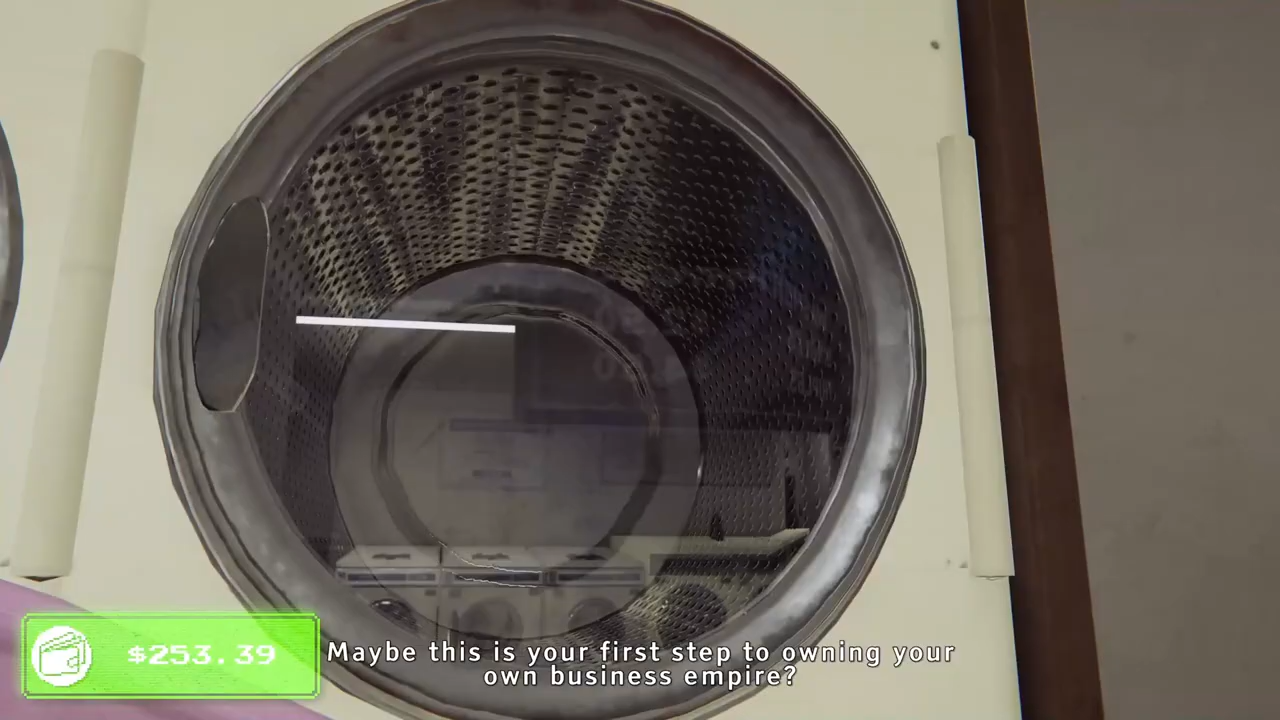 $253.39
Maybe this is your first step to owning your
own business empire?